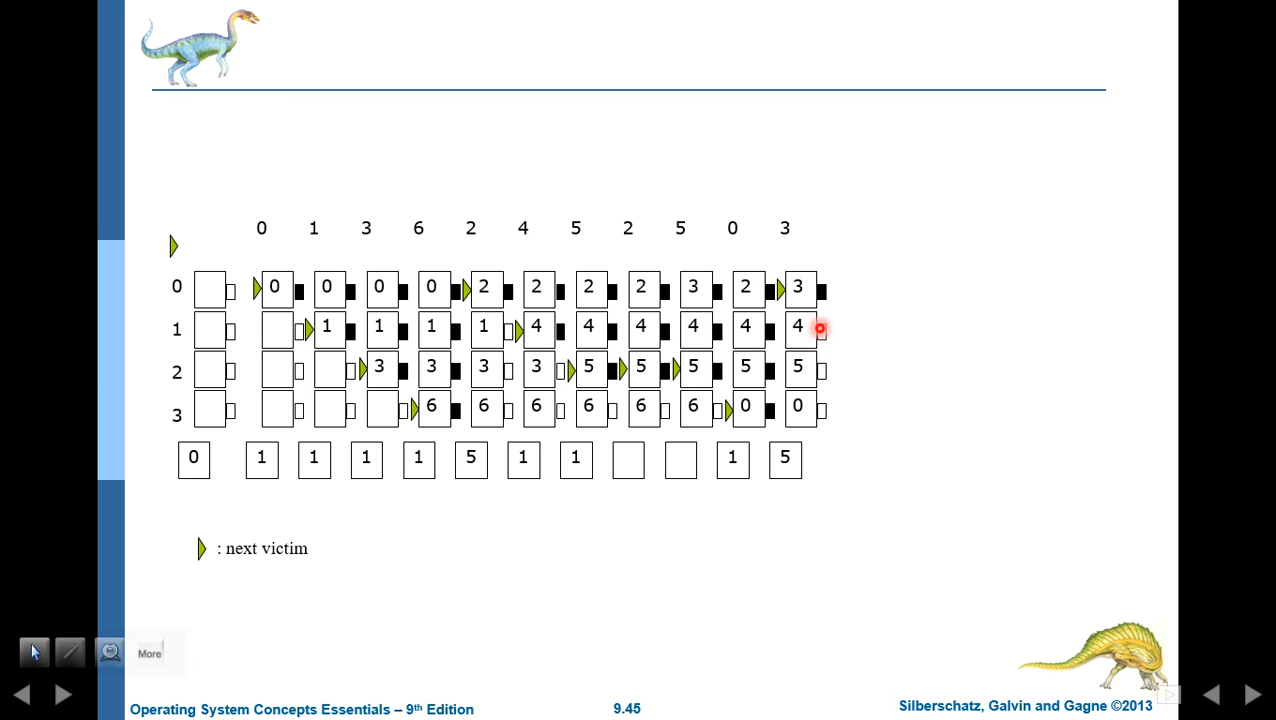 0 1 3 6 2 4 5 2 5 0 3
0 0 0 0 0 2 2 2 2 3 2 3
1 1 1 1 1 4 4 4 4 4 4
2 3 3 3 3 5 5 5 5 5
3 6 6 6 6 6 6 0 0
0 1 1 1 1 5 1 1 1 5
: next victim
More
Operating System Concepts Essentials – 9th Edition 9.45 Silberschatz, Galvin and Gagne ©2013